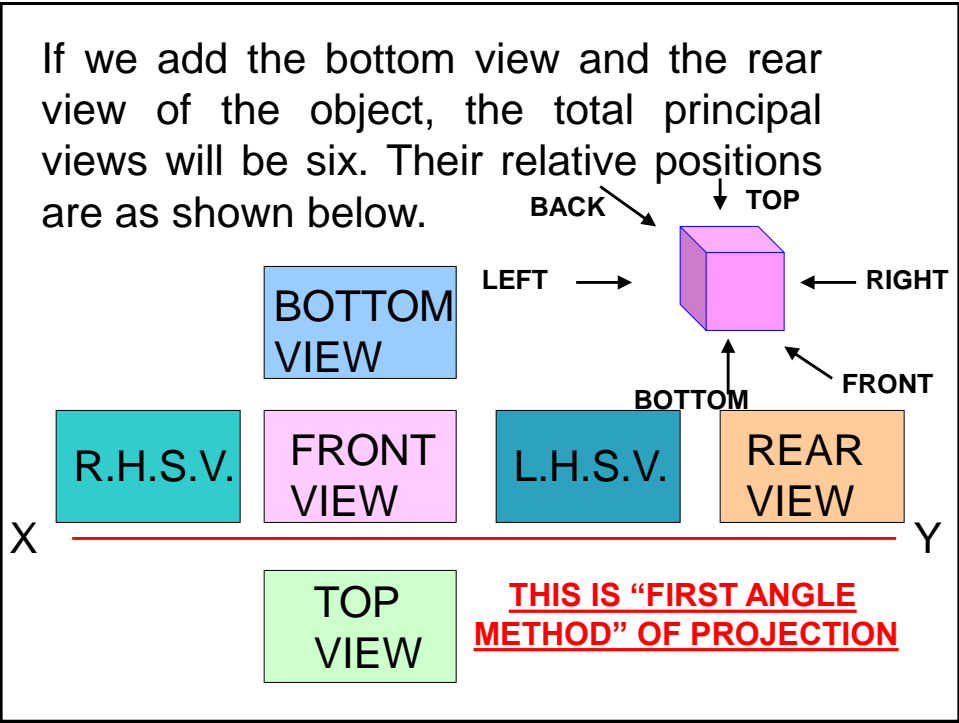 If we add the bottom view and the rear
view of the object, the total principal
views will be six. Their relative positions
are as shown below.
BACK
TOP
LEFT
RIGHT
BOTTOM
FRONT
BOTTOM
VIEW
R.H.S.V.
FRONT
VIEW
L.H.S.V.
REAR
VIEW
X
Y
TOP
VIEW
THIS IS “FIRST ANGLE
METHOD” OF PROJECTION